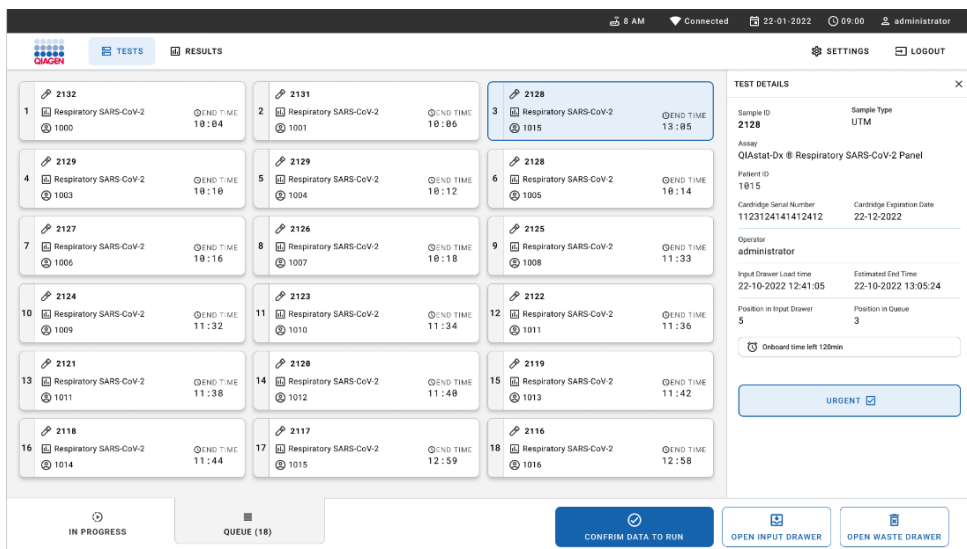 8 AM Connected 22-01-2022 09:00 administrator
QIAGEN TESTS RESULTS SETTINGS LOGOUT
1 2132
Respiratory SARS-CoV-2 END TIME
1000 10:04
2 2131
Respiratory SARS-CoV-2 END TIME
1001 10:06
3 2128
Respiratory SARS-CoV-2 END TIME
1015 13:05
4 2129
Respiratory SARS-CoV-2 END TIME
1003 10:10
5 2129
Respiratory SARS-CoV-2 END TIME
1004 10:12
6 2128
Respiratory SARS-CoV-2 END TIME
1005 10:14
7 2127
Respiratory SARS-CoV-2 END TIME
1006 10:16
8 2126
Respiratory SARS-CoV-2 END TIME
1007 10:18
9 2125
Respiratory SARS-CoV-2 END TIME
1008 11:33
10 2124
Respiratory SARS-CoV-2 END TIME
1009 11:32
11 2123
Respiratory SARS-CoV-2 END TIME
1010 11:34
12 2122
Respiratory SARS-CoV-2 END TIME
1011 11:36
13 2121
Respiratory SARS-CoV-2 END TIME
1011 11:38
14 2120
Respiratory SARS-CoV-2 END TIME
1012 11:40
15 2119
Respiratory SARS-CoV-2 END TIME
1013 11:42
16 2118
Respiratory SARS-CoV-2 END TIME
1014 11:44
17 2117
Respiratory SARS-CoV-2 END TIME
1015 12:59
18 2116
Respiratory SARS-CoV-2 END TIME
1016 12:58
TEST DETAILS
Sample ID Sample Type
2128 UTM
Assay
QIAstat-Dx ® Respiratory SARS-CoV-2 Panel
Patient ID
1015
Cardridge Serial Number Cardridge Expiration Date
1123124141412412 22-12-2022
Operator
administrator
Input Drawer Load time Estimated End Time
22-10-2022 12:41:05 22-10-2022 13:05:24
Position in Input Drawer Position in Queue
5 3
Onboard time left 120min
URGENT
IN PROGRESS QUEUE (18) CONFRIM DATA TO RUN OPEN INPUT DRAWER OPEN WASTE DRAWER